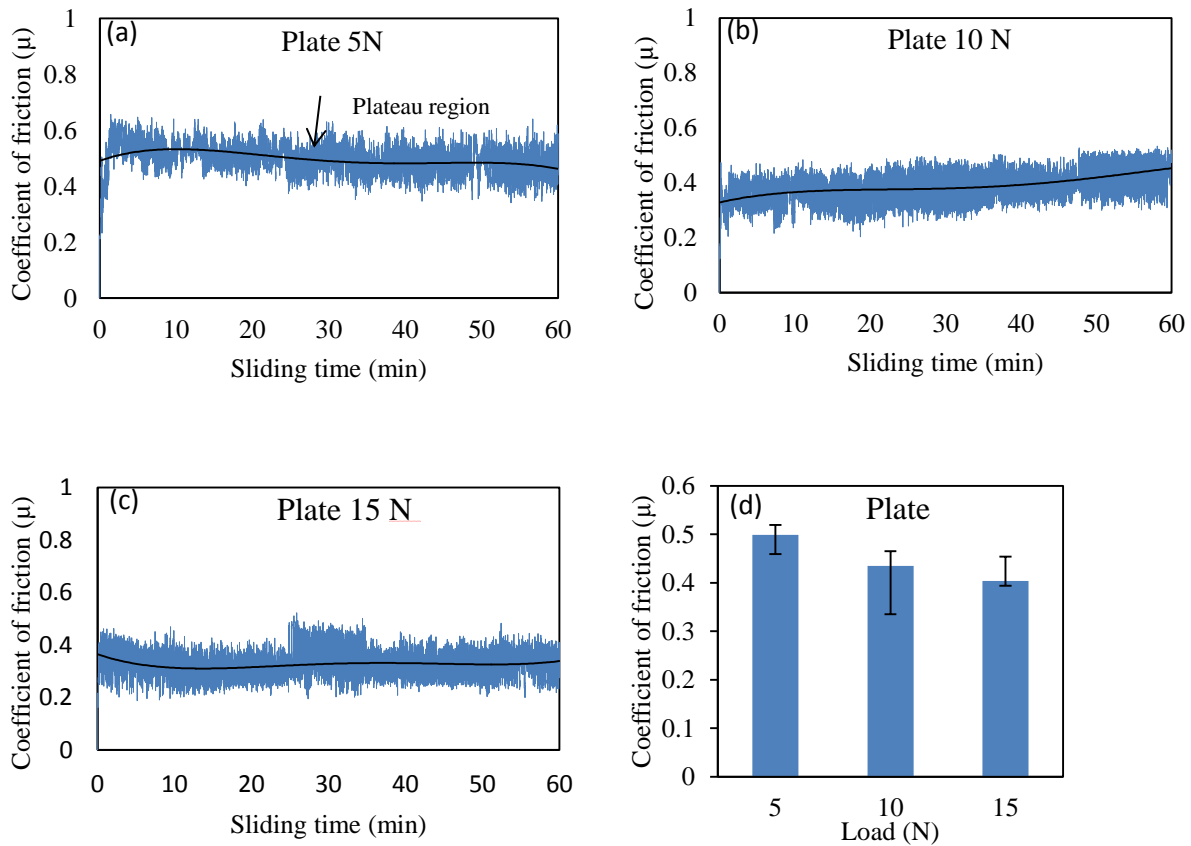 (a)
Plate 5N
Plateau region
Coefficient of friction (μ)
1
0.8
0.6
0.4
0.2
0
0 10 20 30 40 50 60
Sliding time (min)
(b)
Plate 10 N
Coefficient of friction (μ)
1
0.8
0.6
0.4
0.2
0
0 10 20 30 40 50 60
Sliding time (min)
(c)
Plate 15 N
Coefficient of friction (μ)
1
0.8
0.6
0.4
0.2
0
0 10 20 30 40 50 60
Sliding time (min)
(d)
Plate
Coefficient of friction (μ)
0.6
0.5
0.4
0.3
0.2
0.1
0
5 10 15
Load (N)